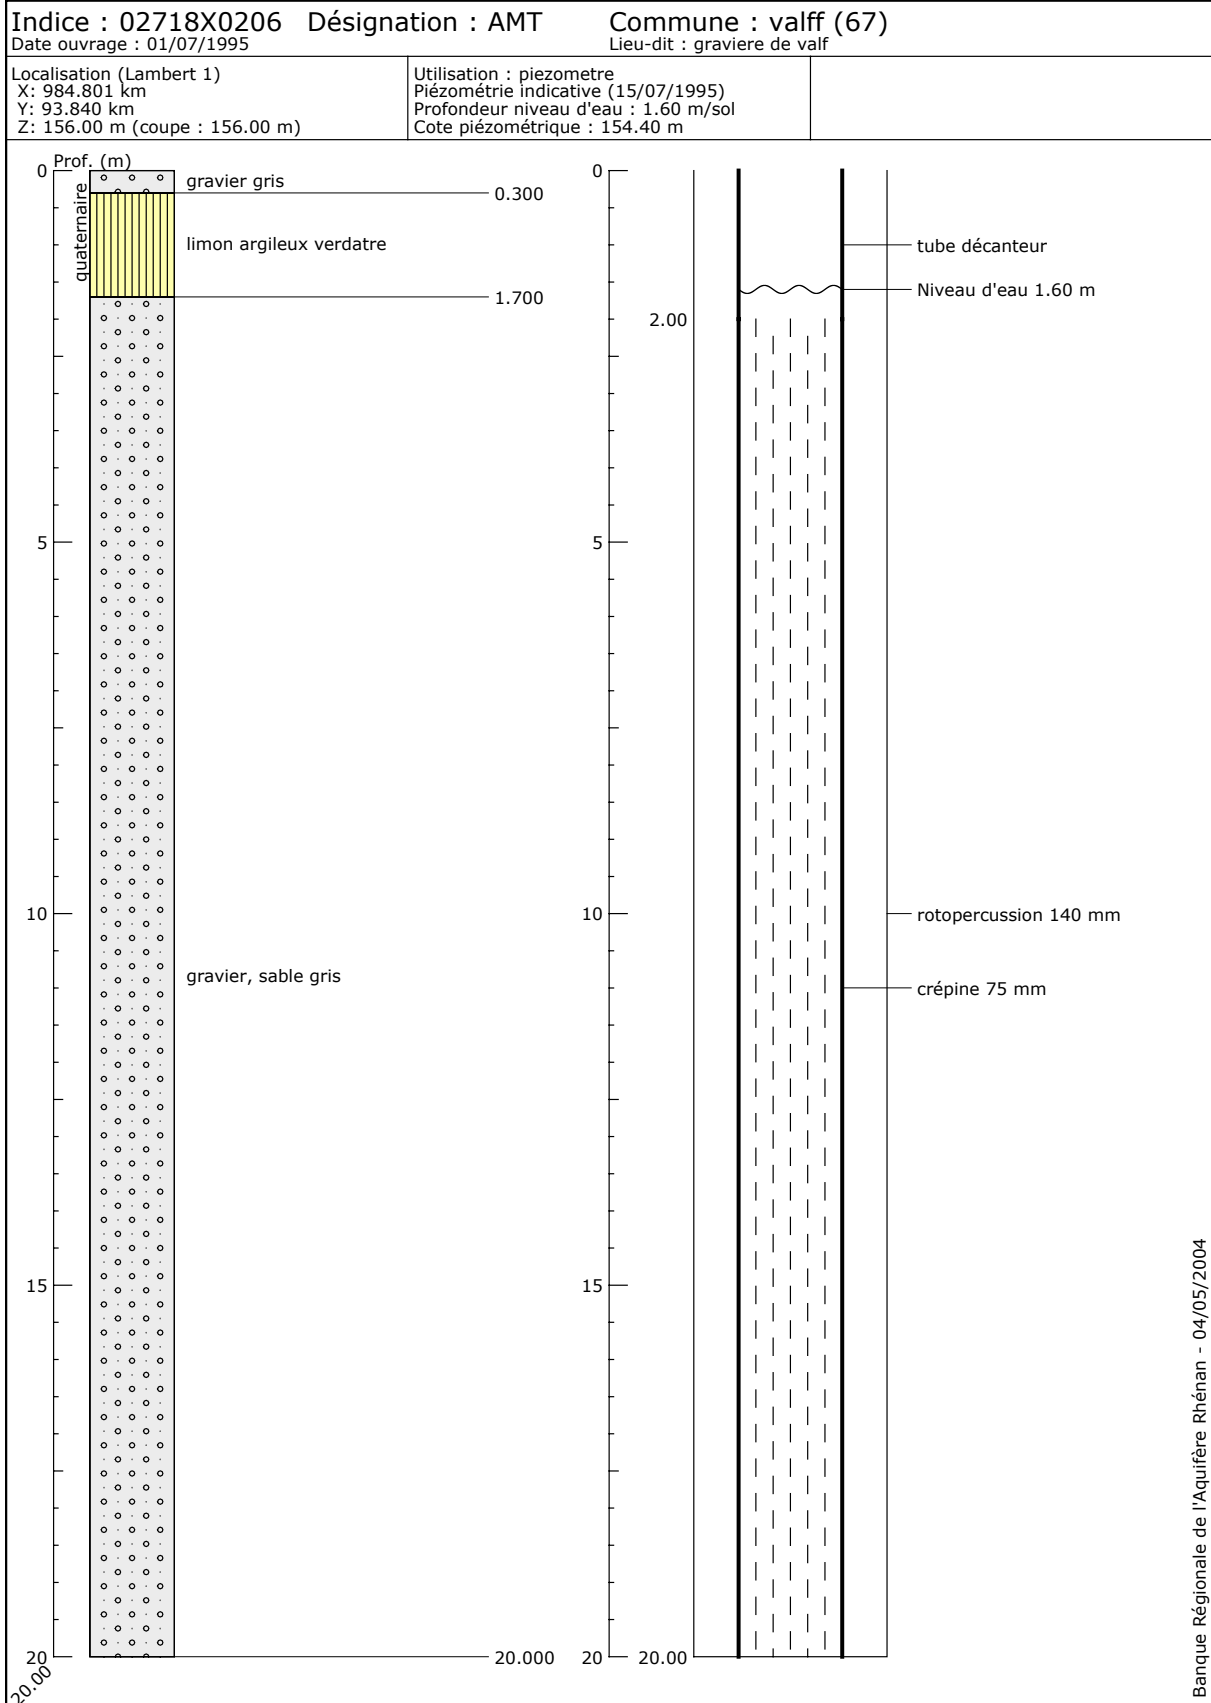 Indice : 02718X0206 Désignation : AMT Commune : valff (67)
Date ouvrage : 01/07/1995 Lieu-dit : graviere de valf
Localisation (Lambert 1)
X: 984.801 km
Y: 93.840 km
Z: 156.00 m (coupe : 156.00 m)
Utilisation : piezometre
Piézométrie indicative (15/07/1995)
Profondeur niveau d'eau : 1.60 m/sol
Cote piézométrique : 154.40 m
Prof. (m)
0
quaternaire
gravier gris
0.300
limon argileux verdatre
1.700
5
10
gravier, sable gris
15
20
20.000
20.00
0
tube décanteur
Niveau d'eau 1.60 m
2.00
5
10
rotopercussion 140 mm
crépine 75 mm
15
20
20.00
Banque Régionale de l'Aquifère Rhénan - 04/05/2004